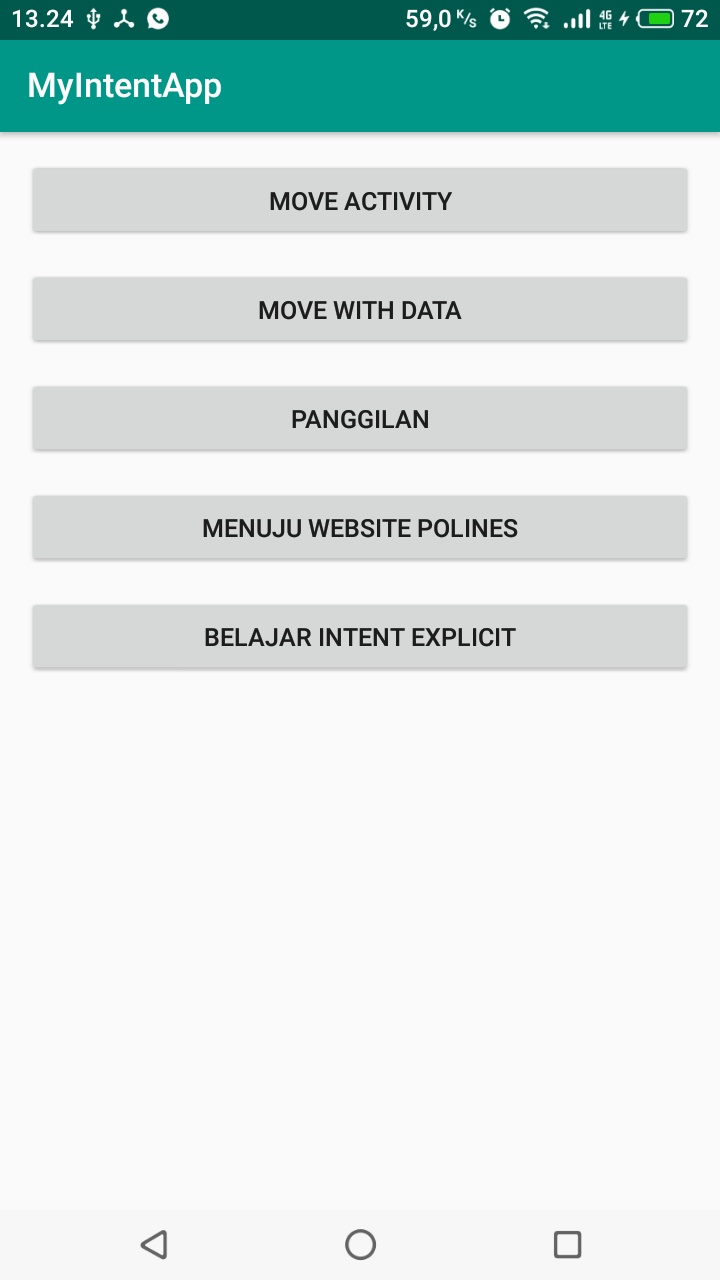 13.24 59,0 K/s 4G LTE 72
MyIntentApp
MOVE ACTIVITY
MOVE WITH DATA
PANGGILAN
MENUJU WEBSITE POLINES
BELAJAR INTENT EXPLICIT